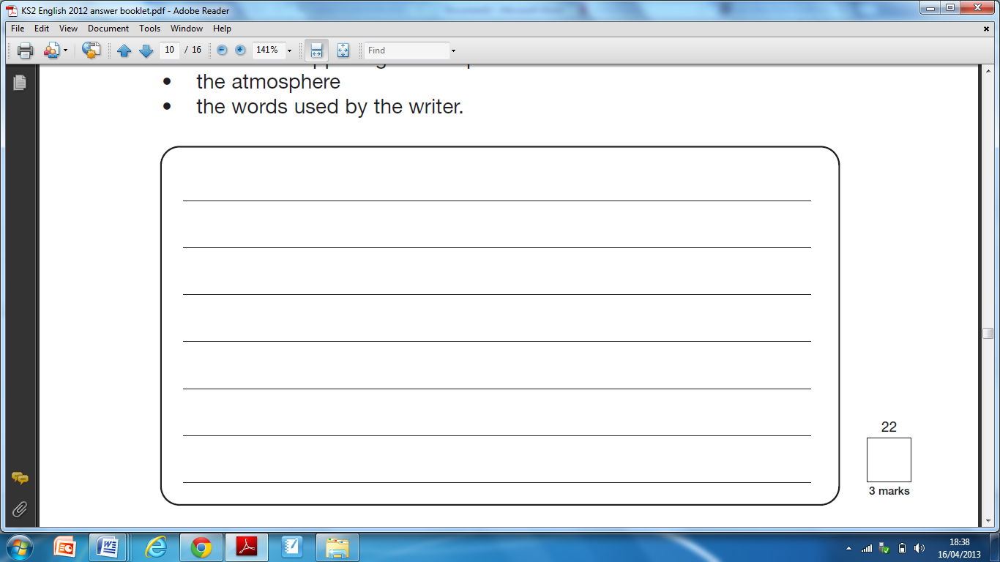 KS2 English 2012 answer booklet.pdf - Adobe Reader
File Edit View Document Tools Window Help
10 / 16 141% Find
• the atmosphere
• the words used by the writer.
22
3 marks
18:38
16/04/2013